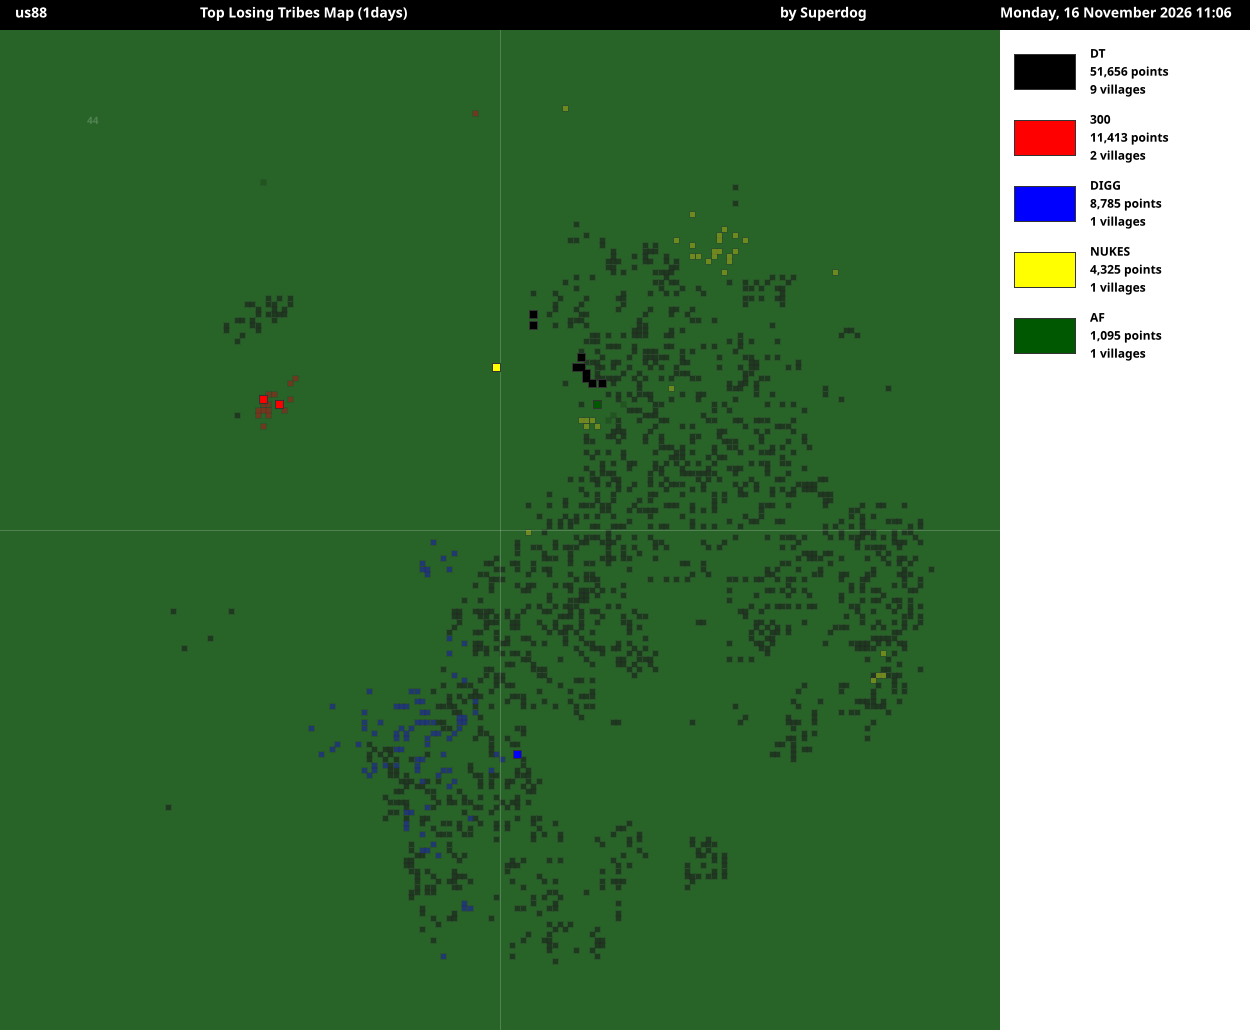 us88
Top Losing Tribes Map (1days)
by Superdog
Monday, 16 November 2026 11:06
44
DT
51,656 points
9 villages
300
11,413 points
2 villages
DIGG
8,785 points
1 villages
NUKES
4,325 points
1 villages
AF
1,095 points
1 villages